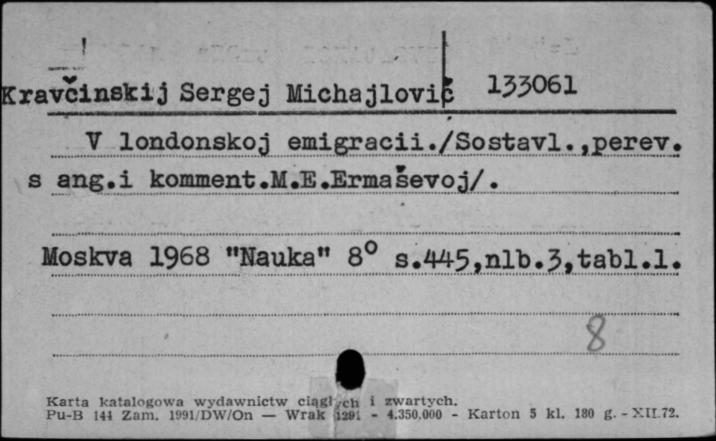 Kravčinskij Sergej Michajlovič 133061
V londonskoj emigracii./Sostavl.,perev.
s ang.i komment.M.E.Ermaševoj/.
Moskva 1968 "Nauka" 8° s.445,nlb.3,tabl.1.
8
Karta katalogowa wydawnictw ciągłych i zwartych.
Pu-B 141 Zam. 1991/DW/On — Wrak 1291 - 4.350.000 - Karton 5 kl. 180 g. - XII.72.